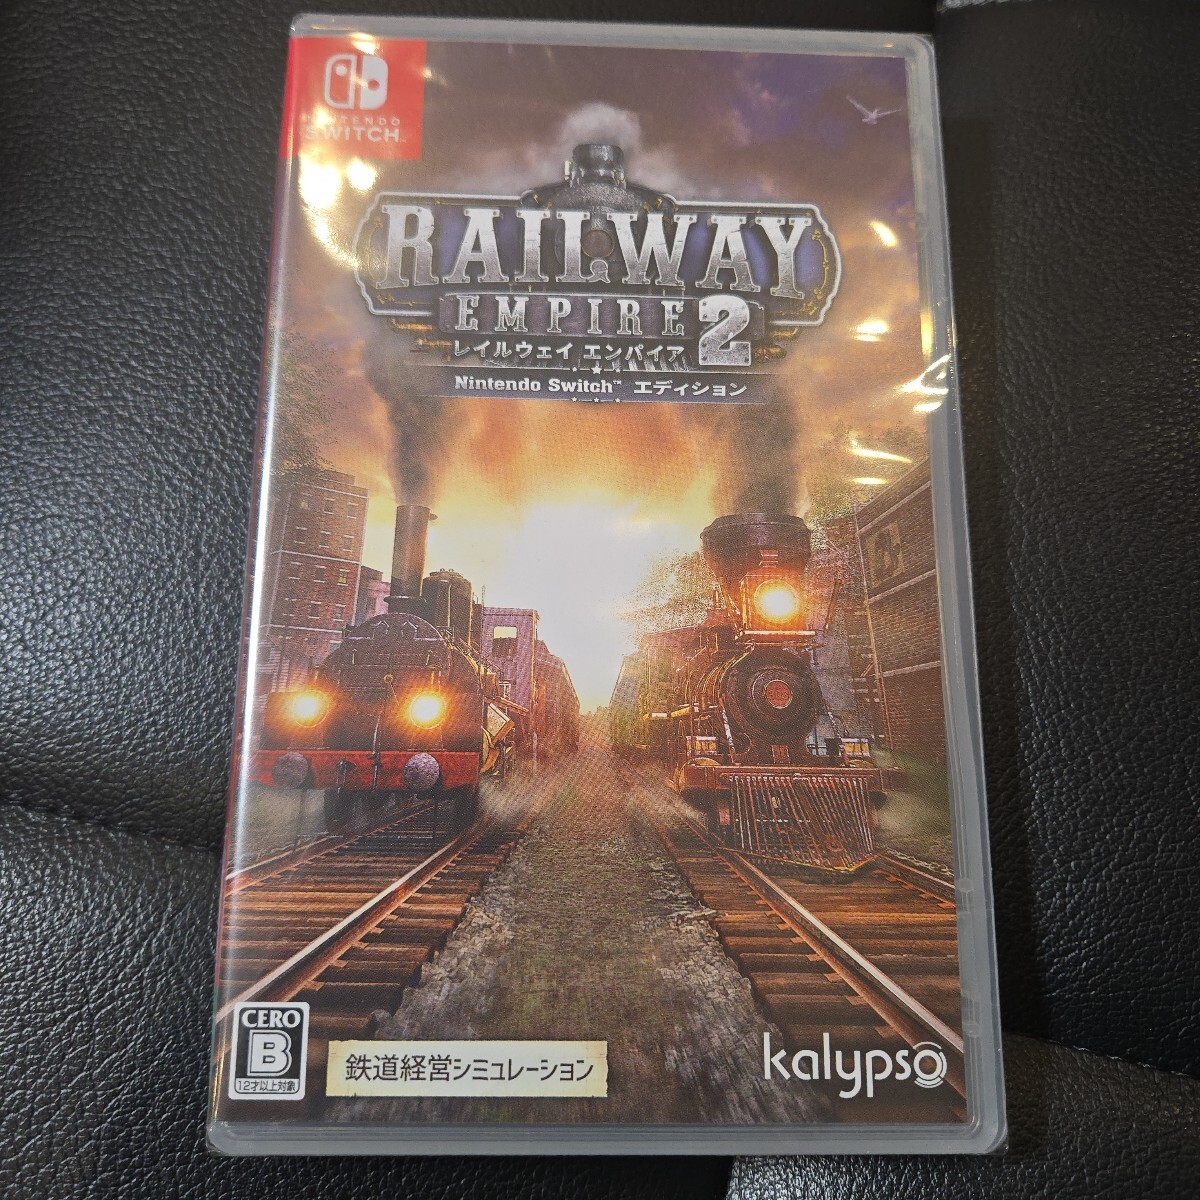 NINTENDO
SWITCH™
RAILWAY
EMPIRE 2
レイルウェイ エンパイア
Nintendo Switch™ エディション
CERO
B
12才以上対象
鉄道経営シミュレーション
kalypso